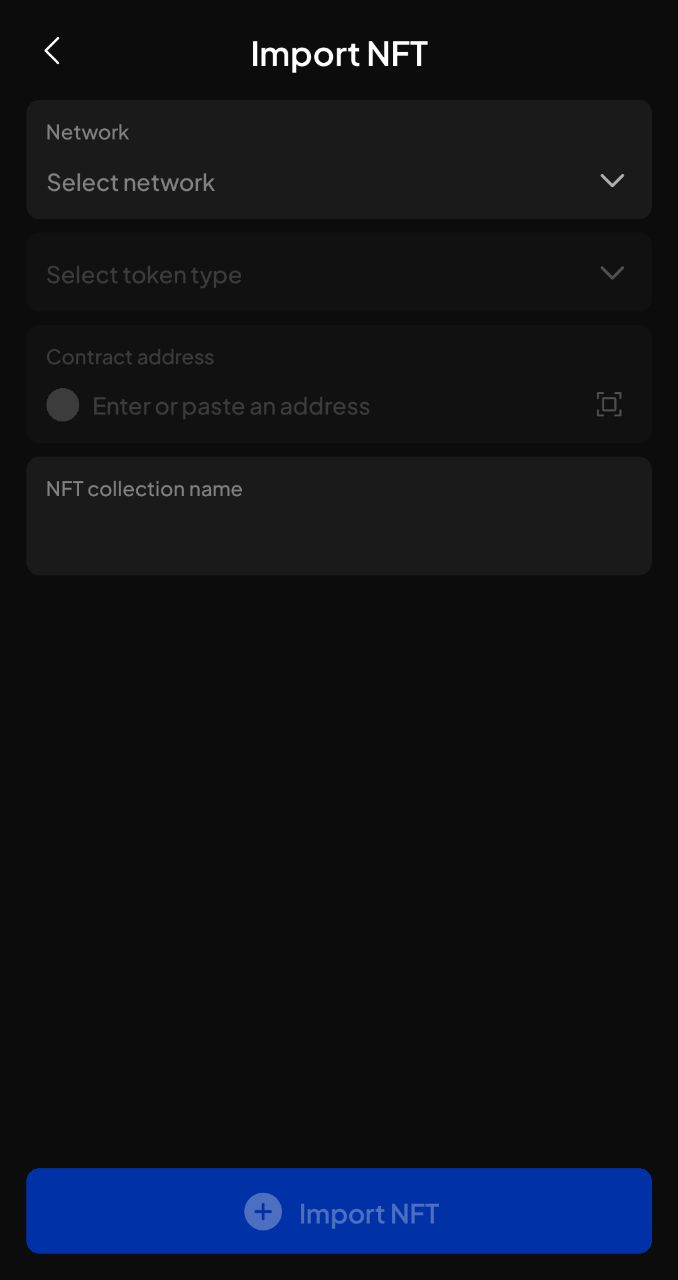 Import NFT
Network
Select network
Select token type
Contract address
Enter or paste an address
NFT collection name
Import NFT